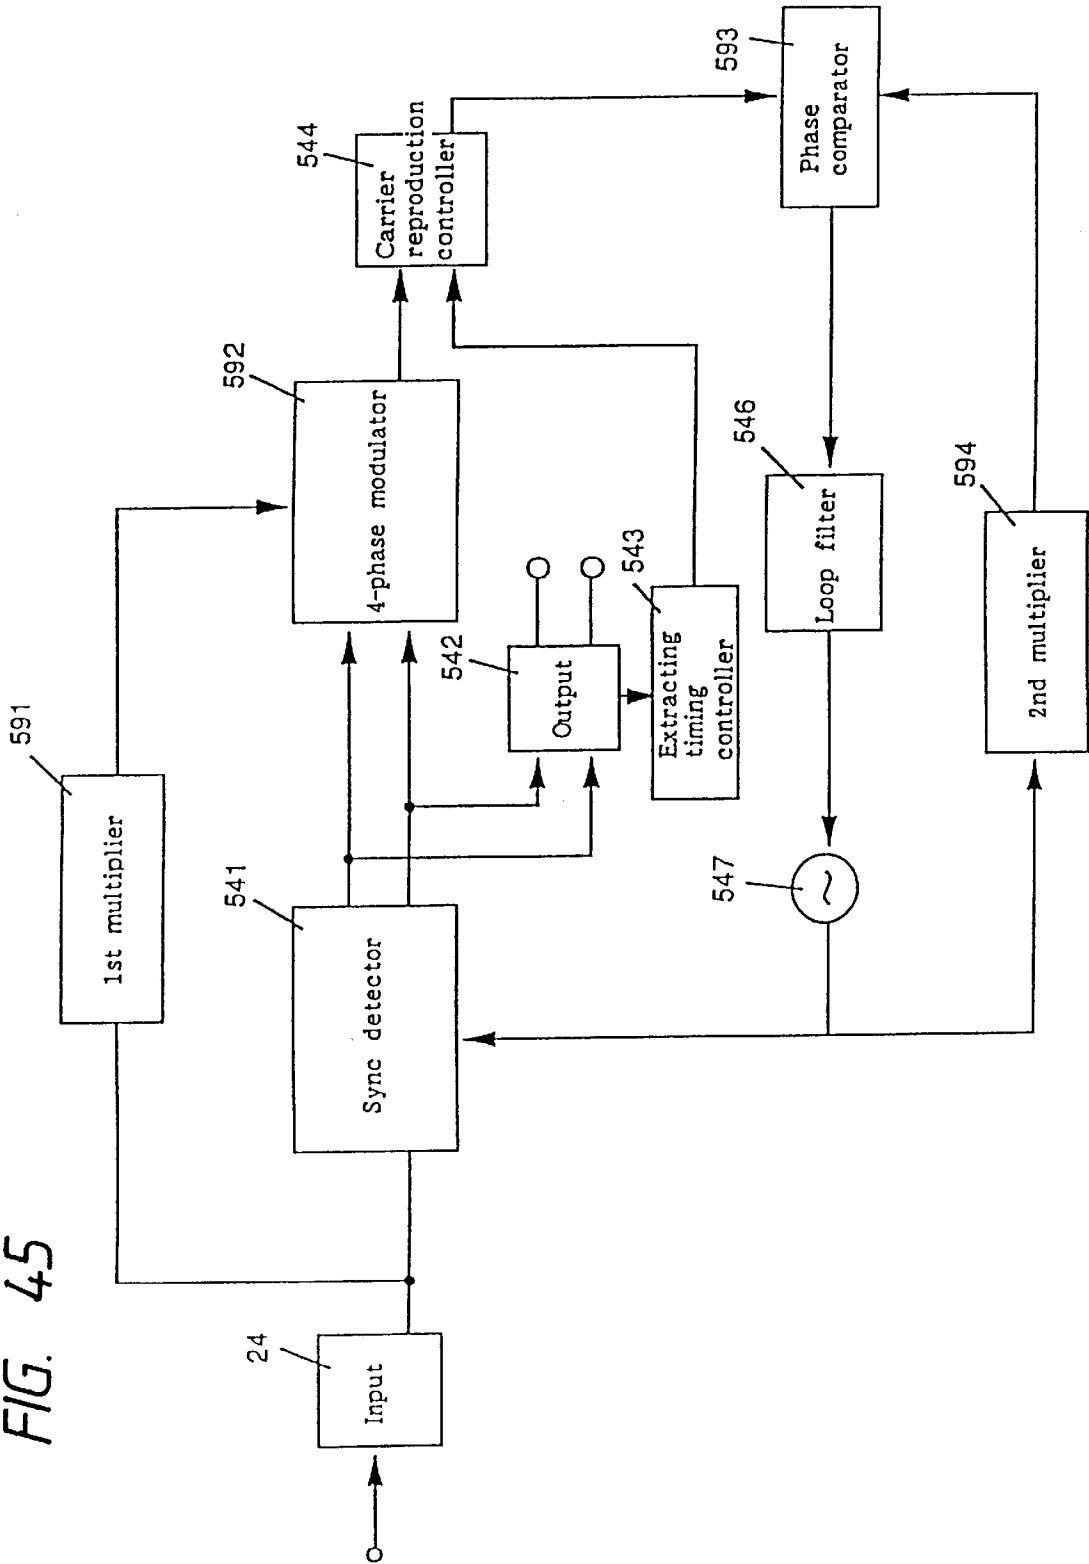 FIG. 45
591
1st multiplier
592
4-phase modulator
544
Carrier
reproduction
controller
593
Phase
comparator
24
Input
541
Sync detector
542
Output
543
Extracting
timing
controller
546
Loop filter
547
~
594
2nd multiplier